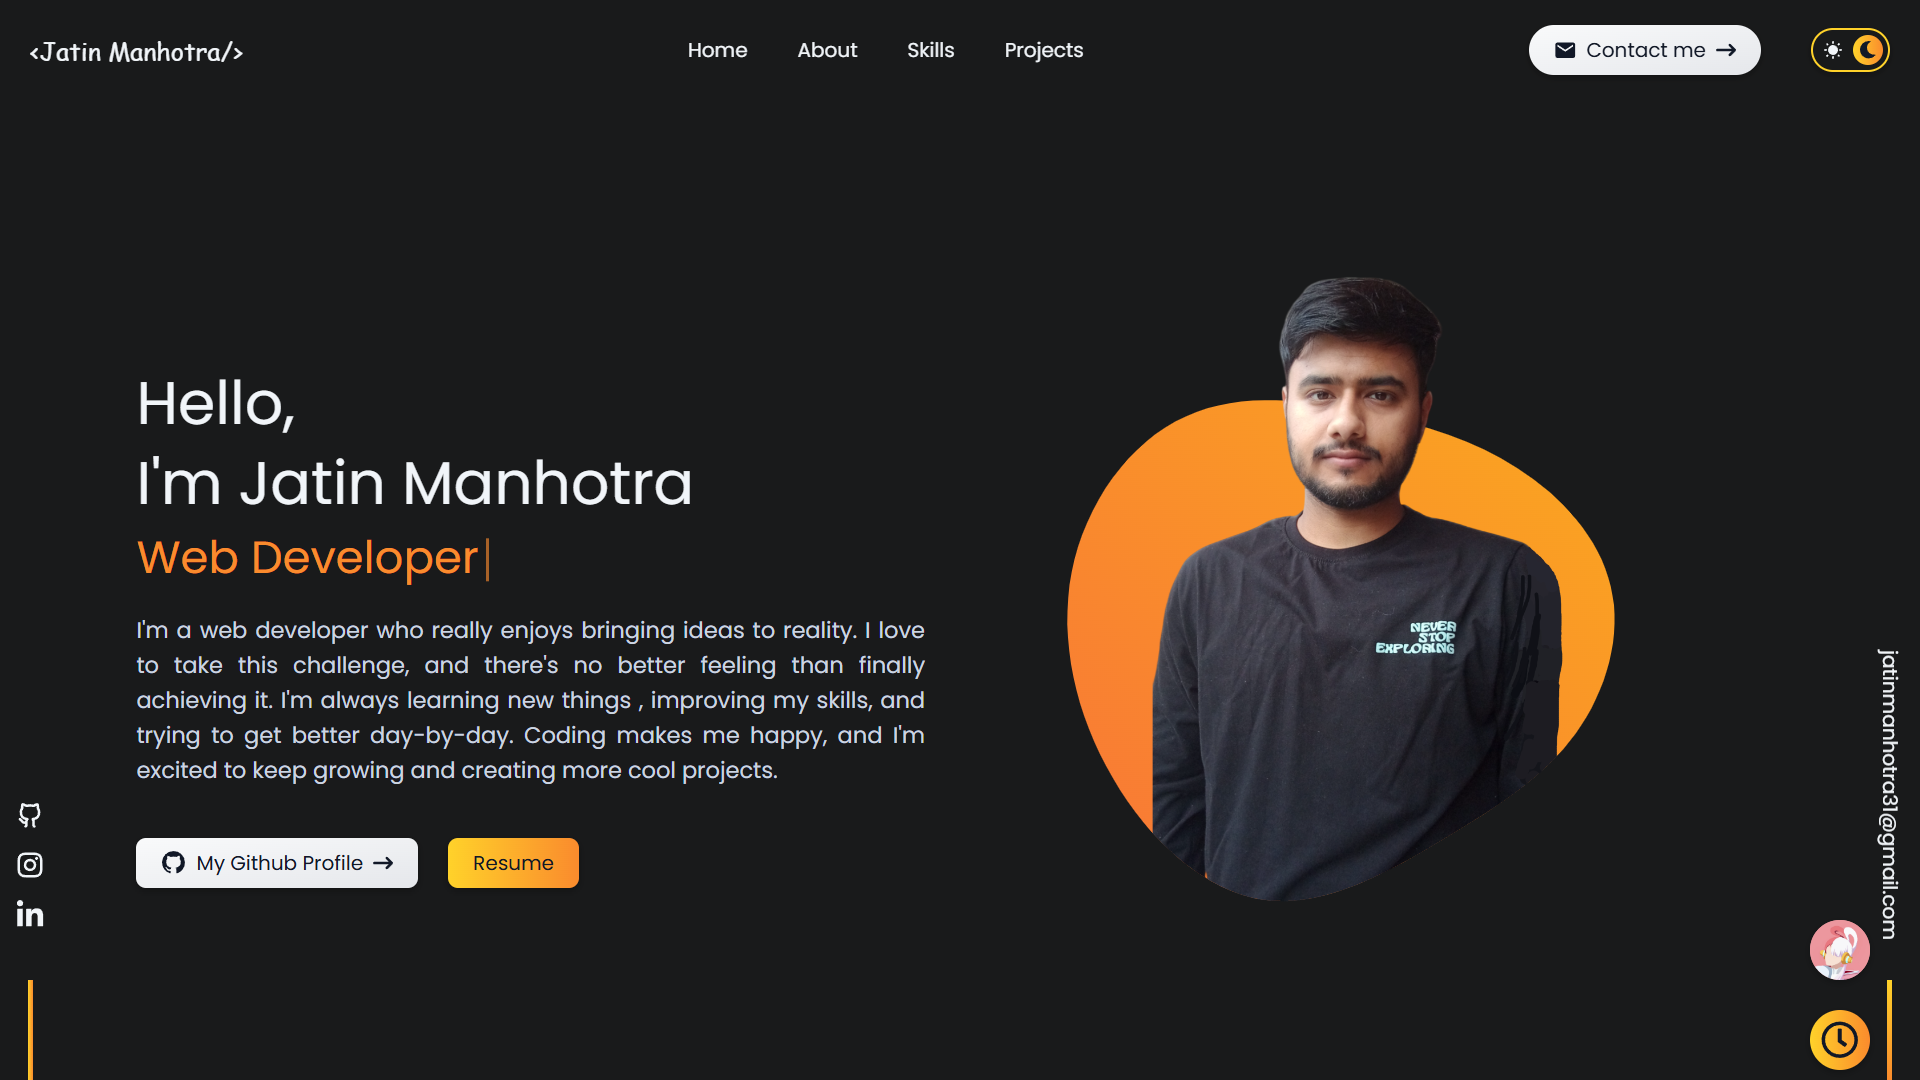 <Jatin Manhotra/>
Home
About
Skills
Projects
Contact me
Hello,
I'm Jatin Manhotra
Web Developer
I'm a web developer who really enjoys bringing ideas to reality. I love
to take this challenge, and there's no better feeling than finally
achieving it. I'm always learning new things , improving my skills, and
trying to get better day-by-day. Coding makes me happy, and I'm
excited to keep growing and creating more cool projects.
My Github Profile
Resume
NEVER
STOP
EXPLORING
jatinmanhotra31@gmail.com